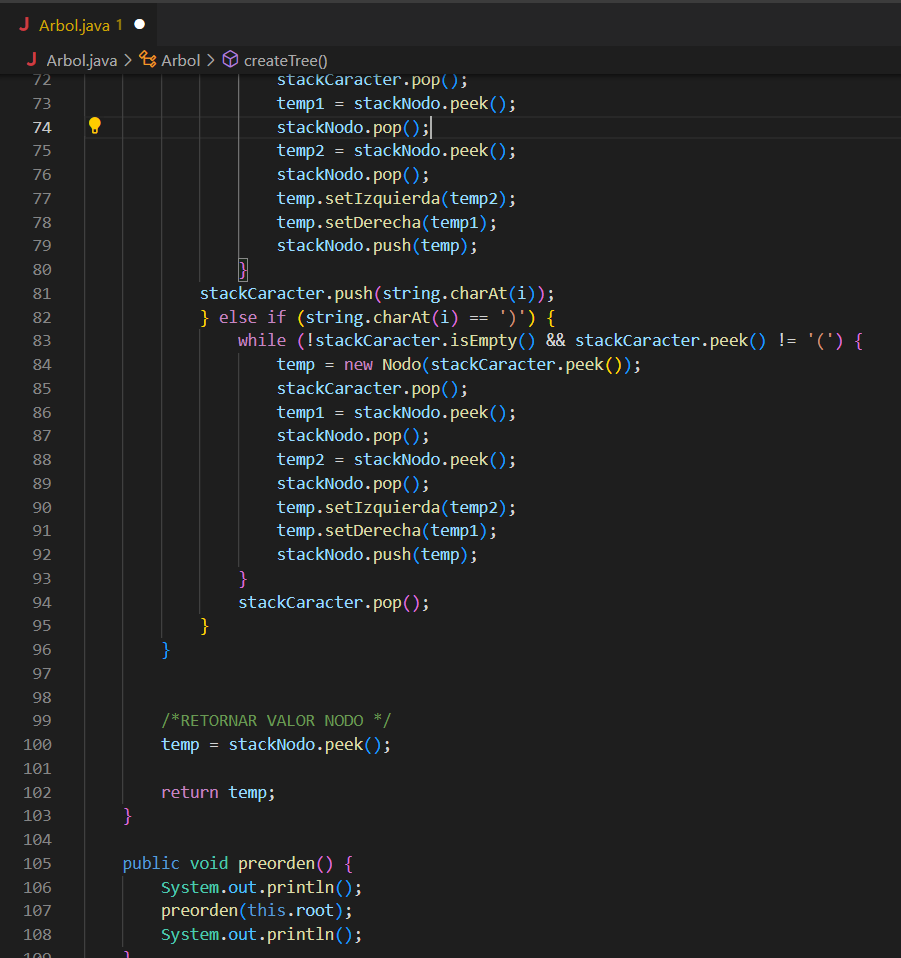 J Arbol.java 1
J Arbol.java > Arbol > createTree()
72 stackCaracter.pop();
73 temp1 = stackNodo.peek();
74 stackNodo.pop();
75 temp2 = stackNodo.peek();
76 stackNodo.pop();
77 temp.setIzquierda(temp2);
78 temp.setDerecha(temp1);
79 stackNodo.push(temp);
80 }
81 stackCaracter.push(string.charAt(i));
82 } else if (string.charAt(i) == ')') {
83 while (!stackCaracter.isEmpty() && stackCaracter.peek() != '(') {
84 temp = new Nodo(stackCaracter.peek());
85 stackCaracter.pop();
86 temp1 = stackNodo.peek();
87 stackNodo.pop();
88 temp2 = stackNodo.peek();
89 stackNodo.pop();
90 temp.setIzquierda(temp2);
91 temp.setDerecha(temp1);
92 stackNodo.push(temp);
93 }
94 stackCaracter.pop();
95 }
96 }
97
98
99 /*RETORNAR VALOR NODO */
100 temp = stackNodo.peek();
101
102 return temp;
103 }
104
105 public void preorden() {
106 System.out.println();
107 preorden(this.root);
108 System.out.println();
109 }